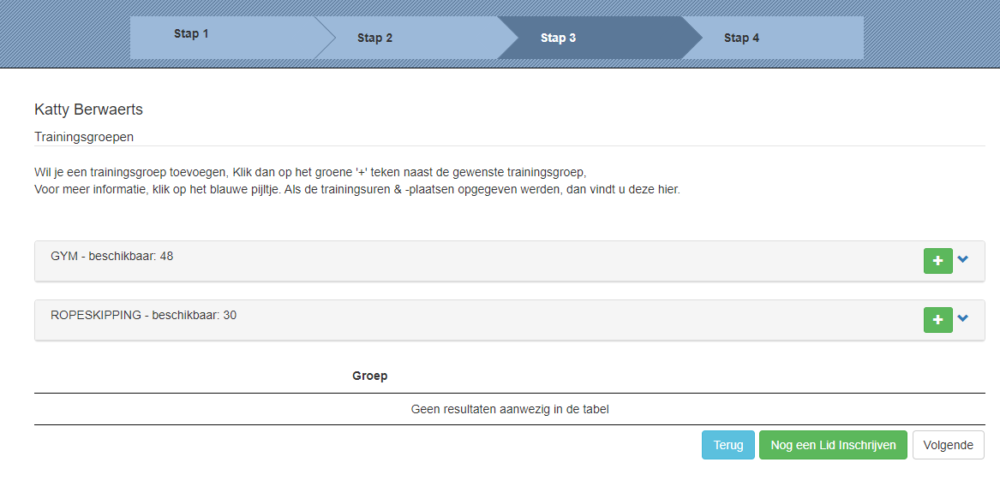 Stap 1
Stap 2
Stap 3
Stap 4
Katty Berwaerts
Trainingsgroepen
Wil je een trainingsgroep toevoegen, Klik dan op het groene '+' teken naast de gewenste trainingsgroep,
Voor meer informatie, klik op het blauwe pijltje. Als de trainingsuren & -plaatsen opgegeven werden, dan vindt u deze hier.
GYM - beschikbaar: 48
ROPESKIPPING - beschikbaar: 30
Groep
Geen resultaten aanwezig in de tabel
Terug
Nog een Lid Inschrijven
Volgende